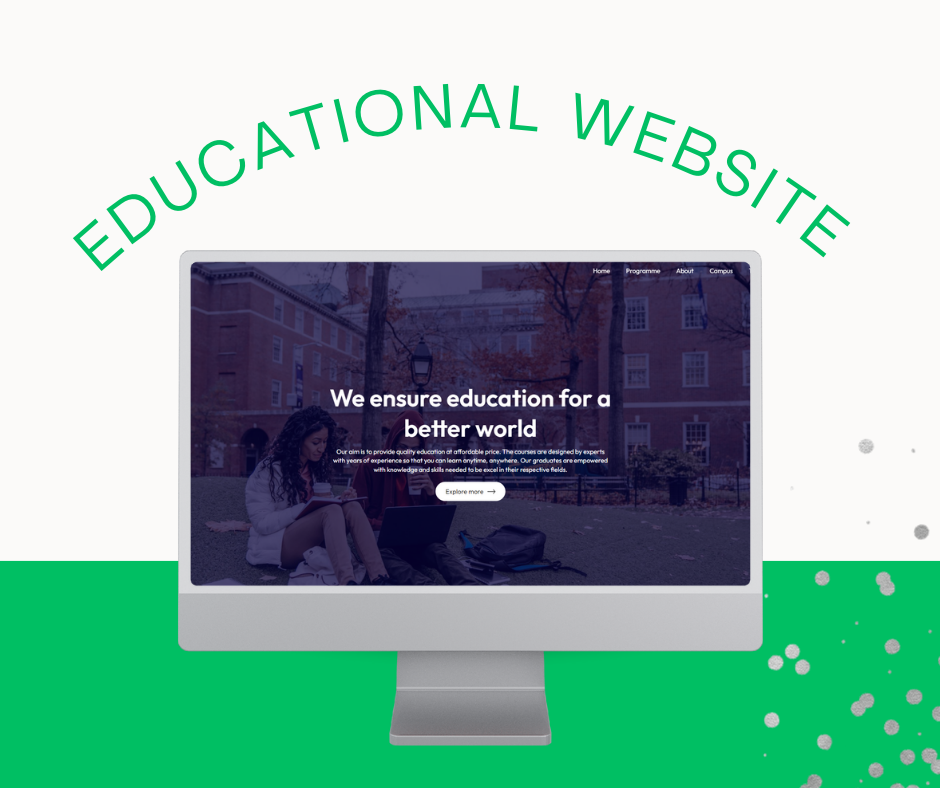 EDUCATIONAL WEBSITE
Home Programme About Campus
We ensure education for a
better world
Our aim is to provide quality education at affordable price. The courses are designed by experts
with years of experience so that you can learn anytime, anywhere. Our graduates are empowered
with knowledge and skills needed to be excel in their respective fields.
Explore more →